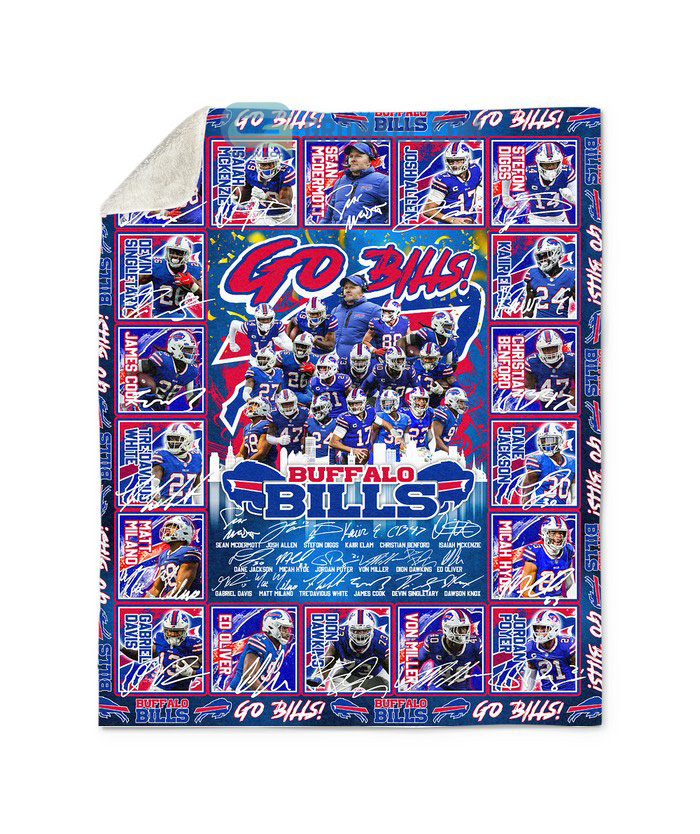 GO BILLS!
BUFFALO
BILLS
GO BILLS!
ISAIAH
MCKENZIE
SEAN
MCDERMOTT
JOSH ALLEN
STEFON
DIGGS
DEVIN
SINGLETARY
GO BILLS!
KAIIR ELAM
JAMES COOK
CHRISTIAN
BENFORD
TRE'DAVIOUS
WHITE
DANE
JACKSON
MATT
MILANO
MICAH HYDE
BUFFALO
BILLS
SEAN MCDERMOTT JOSH ALLEN STEFON DIGGS KAIIR ELAM CHRISTIAN BENFORD ISAIAH MCKENZIE
DANE JACKSON MICAH HYDE JORDAN POYER VON MILLER DION DAWKINS ED OLIVER
GABRIEL DAVIS MATT MILANO TRE'DAVIOUS WHITE JAMES COOK DEVIN SINGLETARY DAWSON KNOX
GABRIEL
DAVIS
ED OLIVER
DION
DAWKINS
VON MILLER
JORDAN
POYER
BUFFALO
BILLS
GO BILLS!
BUFFALO
BILLS
GO BILLS!